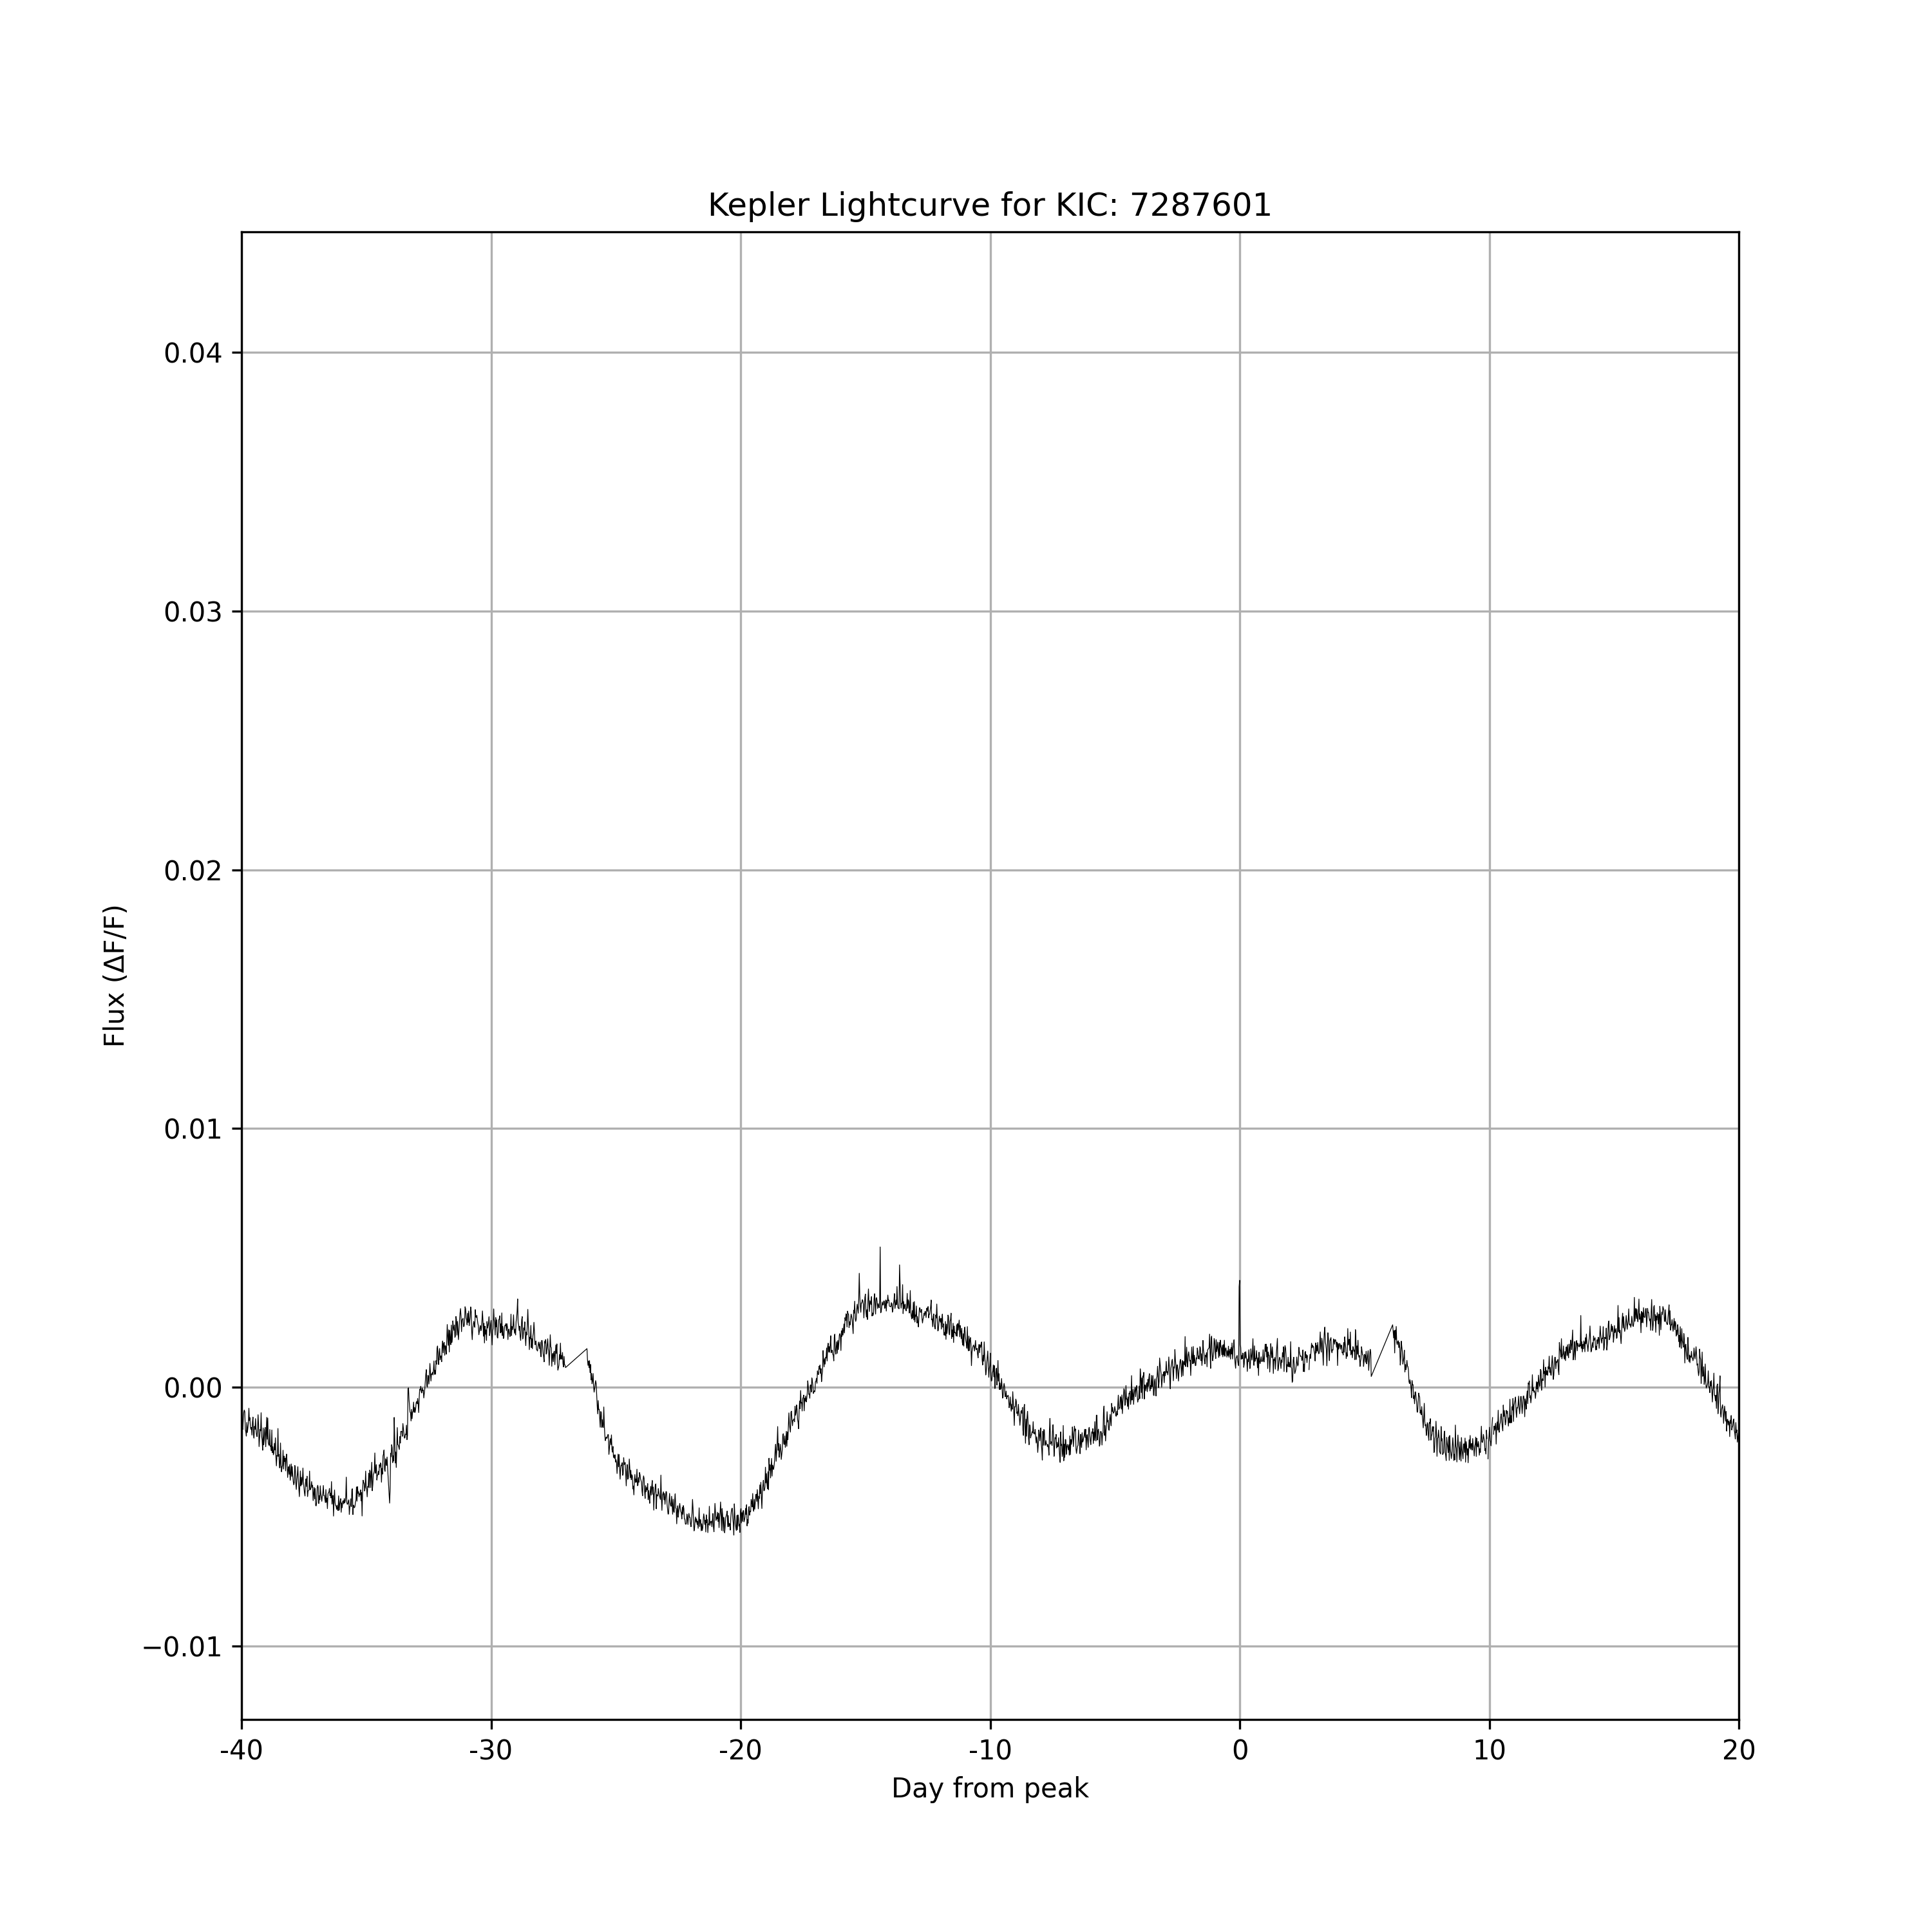 Kepler Lightcurve for KIC: 7287601
0.04
0.03
0.02
0.01
0.00
−0.01
Flux (ΔF/F)
-40 -30 -20 -10 0 10 20
Day from peak